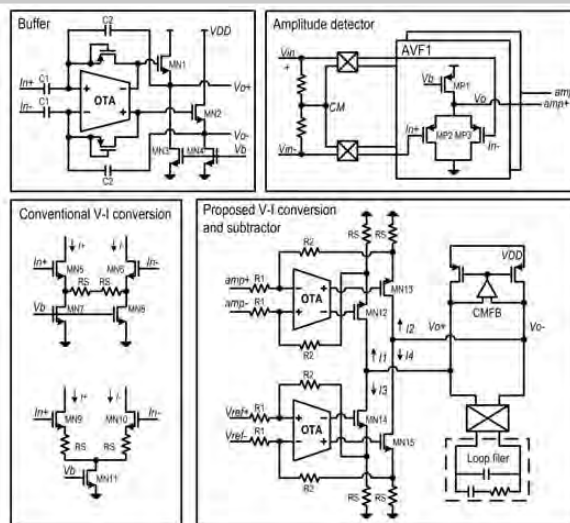 Buffer
C2
VDD
MN1
In+ C1
Vo+
OTA
MN2
In- C1
Vo-
MN3
MN4
Vb
C2
Amplitude detector
Vin
+
AVF1
MP1
Vb
Vo
amp
amp+
CM
In+
MP2
MP3
In-
Vin-
Conventional V-I conversion
I+
I-
In+
MN5
MN6
In-
RS
RS
Vb
MN7
MN8
I+
I-
In+
MN9
MN10
In-
RS
RS
Vb
MN11
Proposed V-I conversion
and subtractor
RS
RS
R2
amp+ R1
amp- R1
OTA
MN13
MN12
R2
I2
I1
I4
I3
R2
Vref+ R1
Vref- R1
OTA
MN14
MN15
R2
RS
RS
VDD
CMFB
Vo+
Vo-
Loop filer